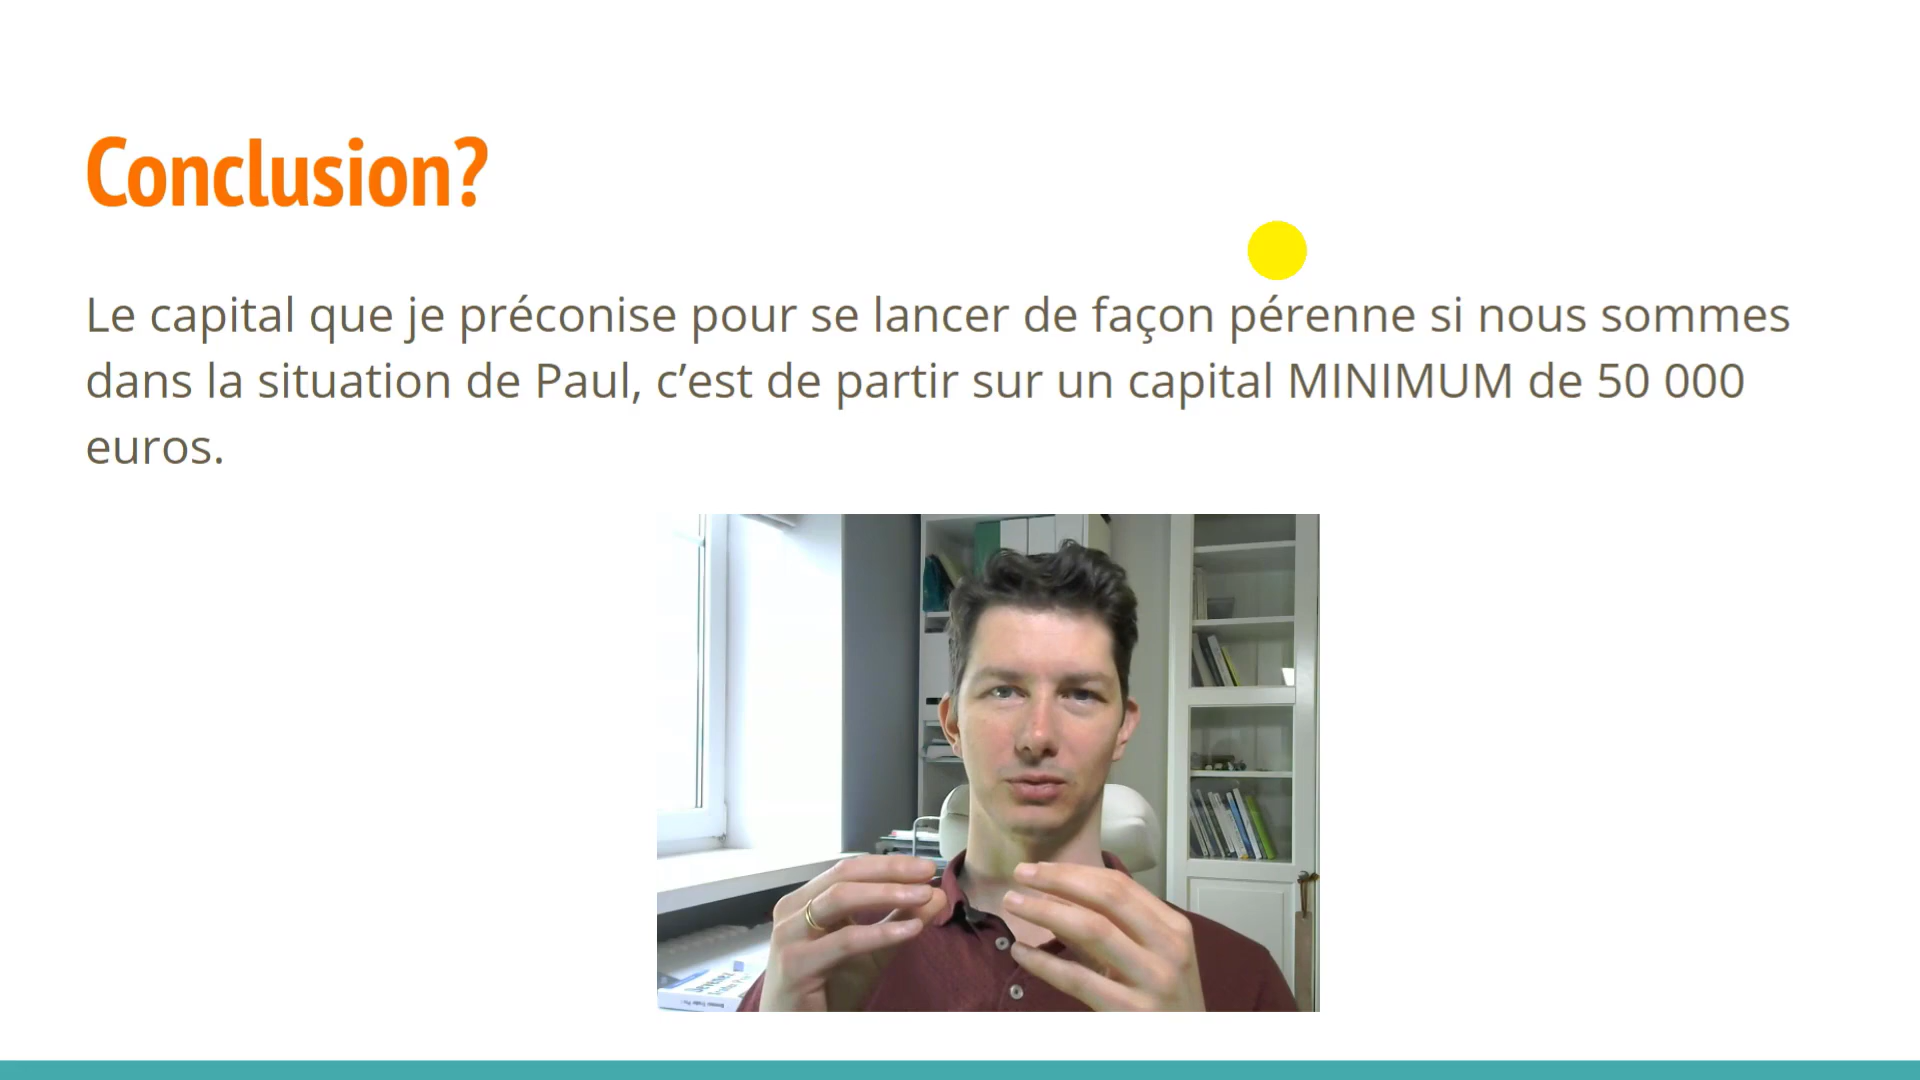 Conclusion?
Le capital que je préconise pour se lancer de façon pérenne si nous sommes
dans la situation de Paul, c’est de partir sur un capital MINIMUM de 50 000
euros.